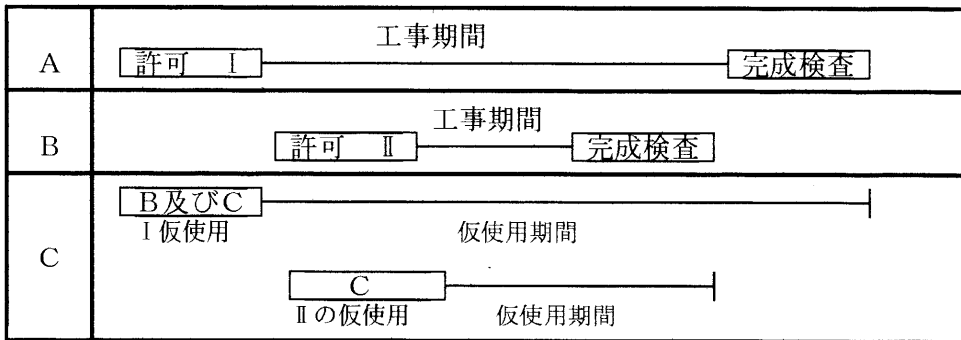 工事期間
A 許可 Ⅰ 完成検査
工事期間
B 許可 Ⅱ 完成検査
B及びC
Ⅰ仮使用 仮使用期間
C
C
Ⅱの仮使用 仮使用期間